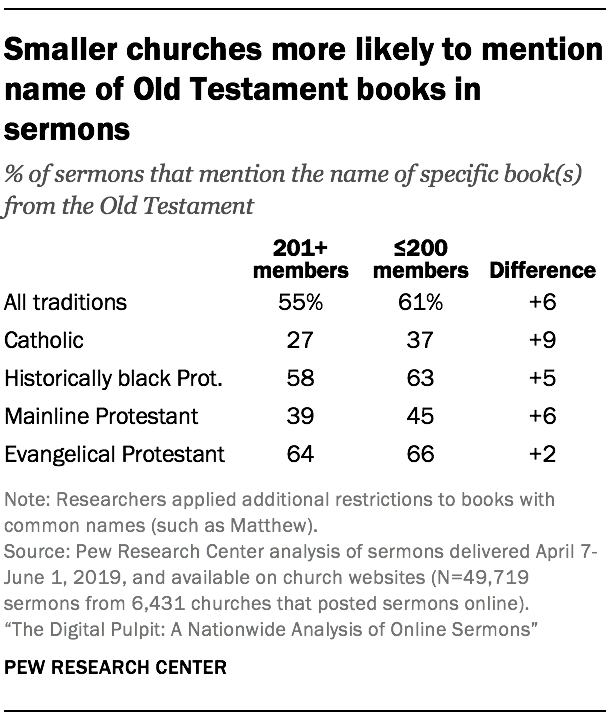 Smaller churches more likely to mention
name of Old Testament books in
sermons
% of sermons that mention the name of specific book(s)
from the Old Testament
201+ members ≤200 members Difference
All traditions 55% 61% +6
Catholic 27 37 +9
Historically black Prot. 58 63 +5
Mainline Protestant 39 45 +6
Evangelical Protestant 64 66 +2
Note: Researchers applied additional restrictions to books with
common names (such as Matthew).
Source: Pew Research Center analysis of sermons delivered April 7-
June 1, 2019, and available on church websites (N=49,719
sermons from 6,431 churches that posted sermons online).
“The Digital Pulpit: A Nationwide Analysis of Online Sermons”
PEW RESEARCH CENTER